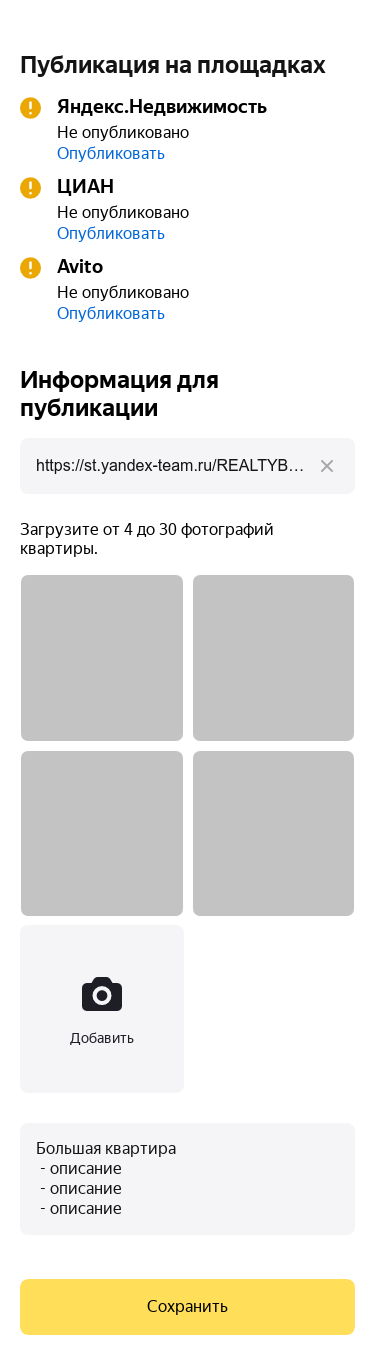 Публикация на площадках
Яндекс.Недвижимость
Не опубликовано
Опубликовать
ЦИАН
Не опубликовано
Опубликовать
Avito
Не опубликовано
Опубликовать
Информация для
публикации
https://st.yandex-team.ru/REALTYB…
Загрузите от 4 до 30 фотографий
квартиры.
Добавить
Большая квартира
- описание
- описание
- описание
Сохранить